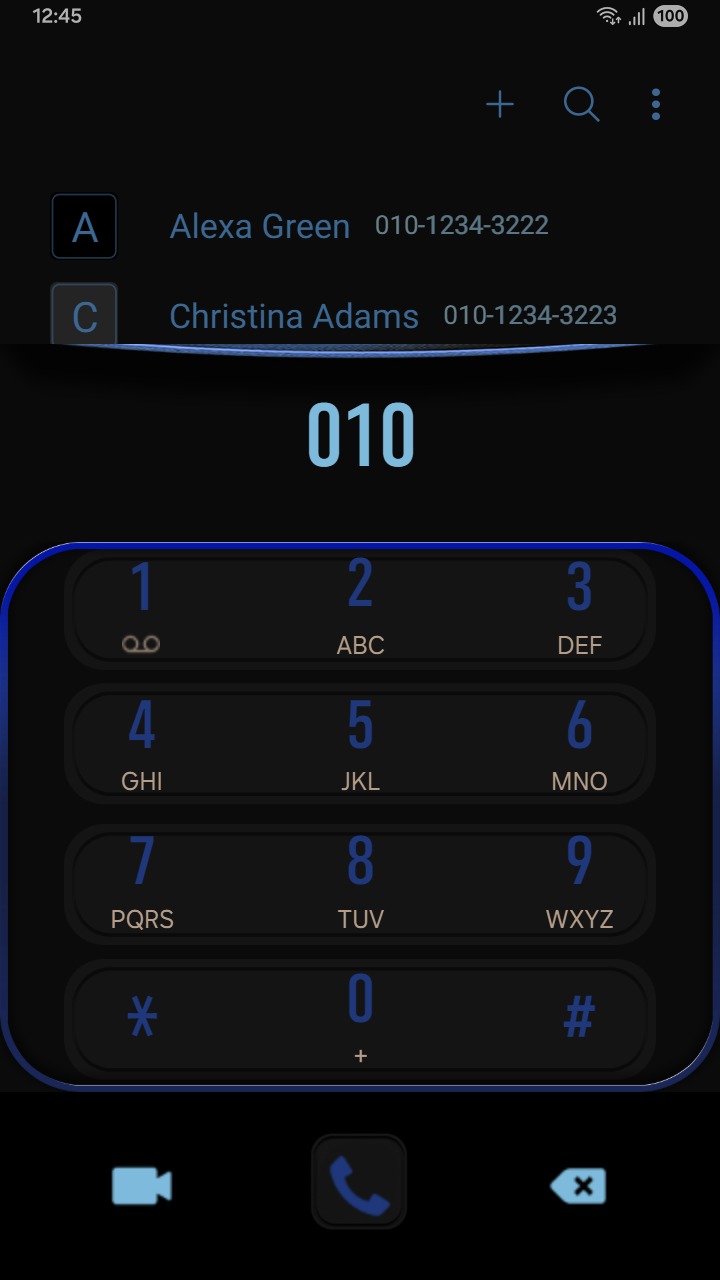 12:45 100
A Alexa Green 010-1234-3222
C Christina Adams 010-1234-3223
010
1 2 3
ABC DEF
4 5 6
GHI JKL MNO
7 8 9
PQRS TUV WXYZ
* 0 #
+